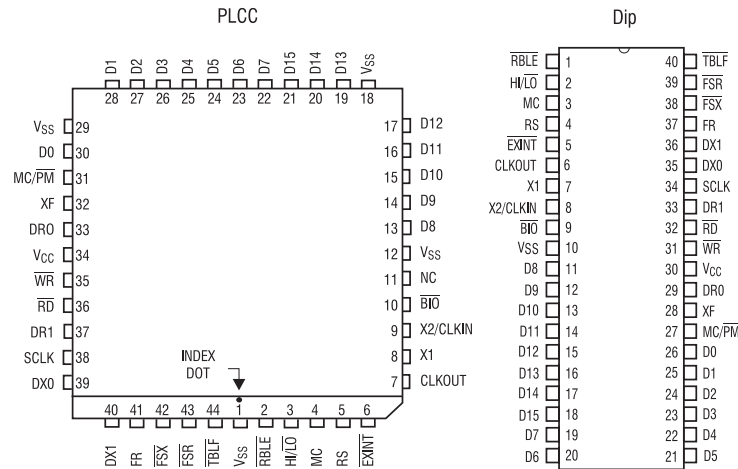 PLCC
D1 D2 D3 D4 D5 D6 D7 D15 D14 D13 VSS
28 27 26 25 24 23 22 21 20 19 18
VSS 29
D0 30
MC/PM 31
XF 32
DR0 33
VCC 34
WR 35
RD 36
DR1 37
SCLK 38
DX0 39
17 D12
16 D11
15 D10
14 D9
13 D8
12 VSS
11 NC
10 BIO
9 X2/CLKIN
8 X1
7 CLKOUT
INDEX
DOT
40 41 42 43 44 1 2 3 4 5 6
DX1 FR FSX FSR TBLF VSS RBLE HI/LO MC RS EXINT
Dip
RBLE 1 40 TBLF
HI/LO 2 39 FSR
MC 3 38 FSX
RS 4 37 FR
EXINT 5 36 DX1
CLKOUT 6 35 DX0
X1 7 34 SCLK
X2/CLKIN 8 33 DR1
BIO 9 32 RD
VSS 10 31 WR
D8 11 30 VCC
D9 12 29 DR0
D10 13 28 XF
D11 14 27 MC/PM
D12 15 26 D0
D13 16 25 D1
D14 17 24 D2
D15 18 23 D3
D7 19 22 D4
D6 20 21 D5